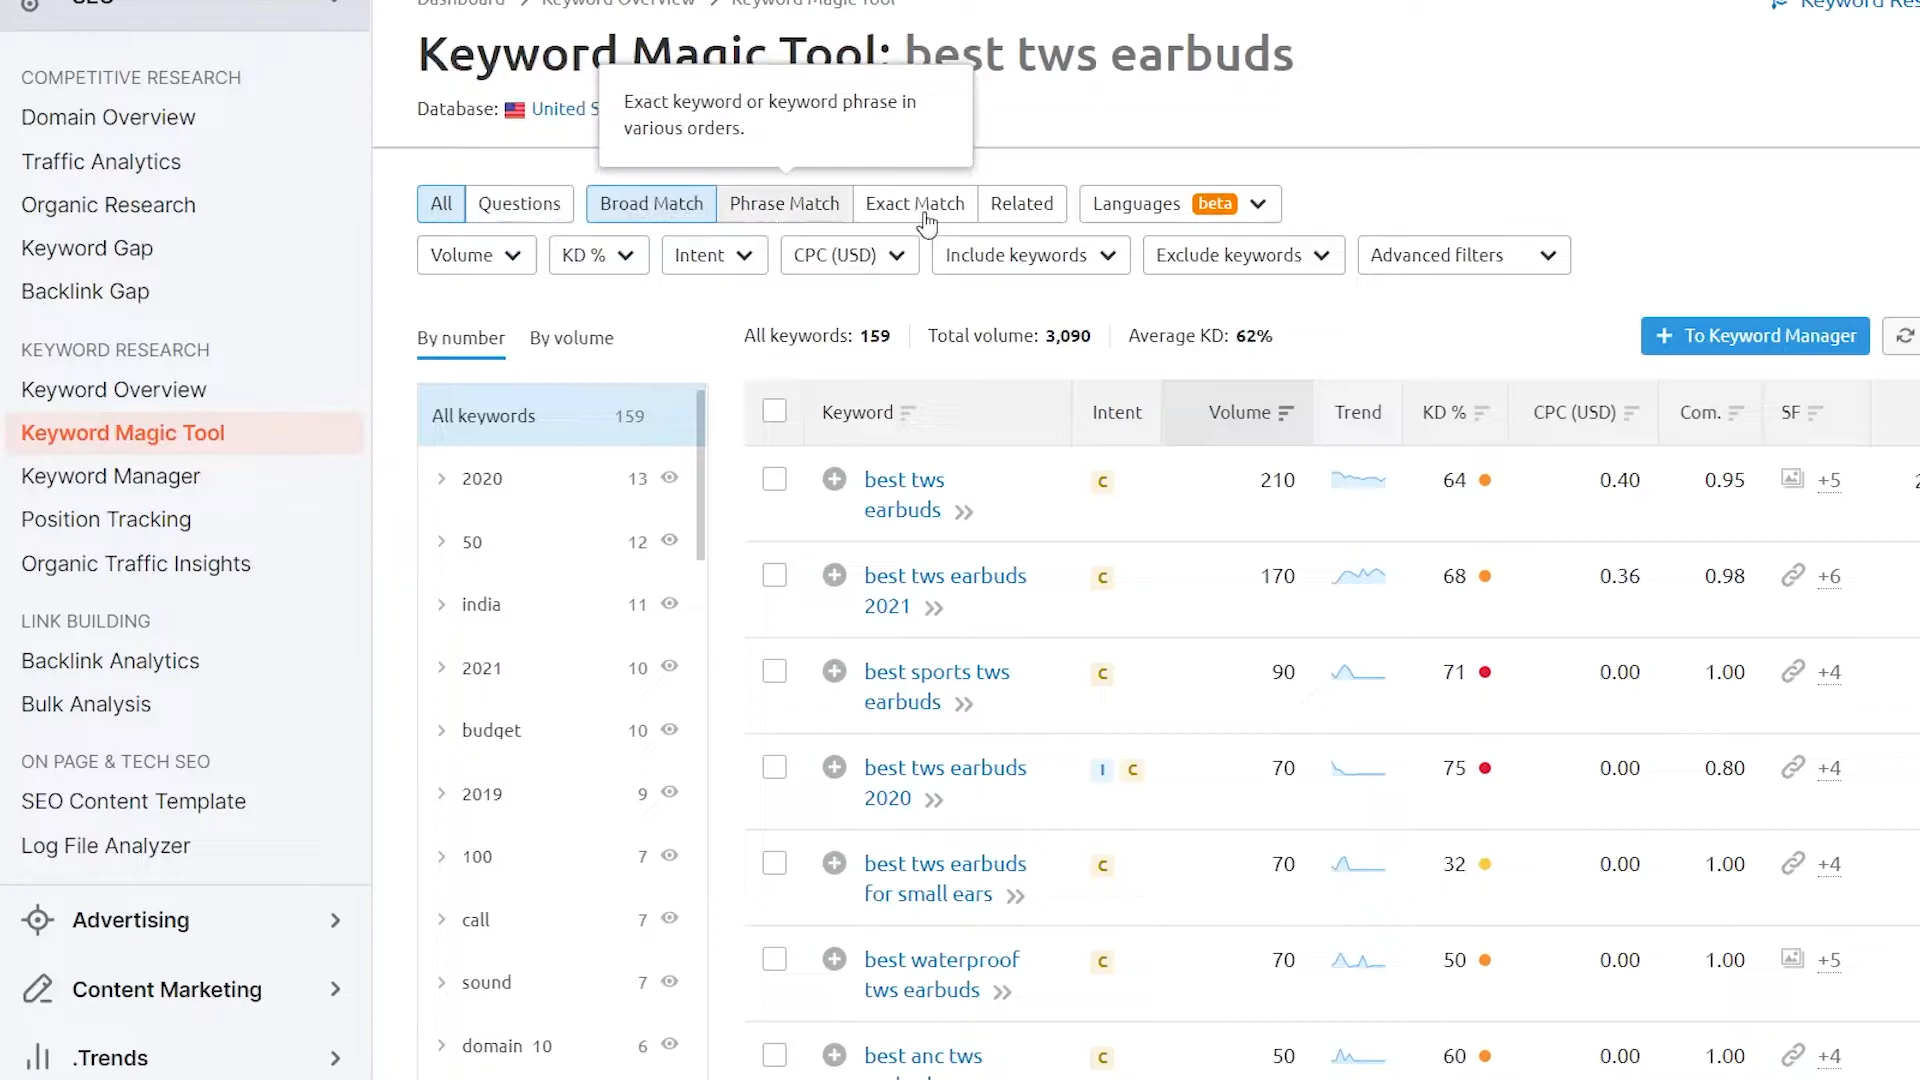 SEO
Dashboard > Keyword Overview > Keyword Magic Tool
Keyword Res
Keyword Magic Tool: best tws earbuds
Database: United S
Exact keyword or keyword phrase in
various orders.
COMPETITIVE RESEARCH
Domain Overview
Traffic Analytics
Organic Research
Keyword Gap
Backlink Gap
KEYWORD RESEARCH
Keyword Overview
Keyword Magic Tool
Keyword Manager
Position Tracking
Organic Traffic Insights
LINK BUILDING
Backlink Analytics
Bulk Analysis
ON PAGE & TECH SEO
SEO Content Template
Log File Analyzer
Advertising
Content Marketing
.Trends
All Questions Broad Match Phrase Match Exact Match Related Languages beta
Volume KD % Intent CPC (USD) Include keywords Exclude keywords Advanced filters
By number By volume
All keywords: 159 Total volume: 3,090 Average KD: 62%
+ To Keyword Manager
All keywords 159
2020 13
50 12
india 11
2021 10
budget 10
2019 9
100 7
call 7
sound 7
domain 10 6
Keyword Intent Volume Trend KD % CPC (USD) Com. SF
best tws C 210 64 0.40 0.95 +5
earbuds
best tws earbuds C 170 68 0.36 0.98 +6
2021
best sports tws C 90 71 0.00 1.00 +4
earbuds
best tws earbuds I C 70 75 0.00 0.80 +4
2020
best tws earbuds C 70 32 0.00 1.00 +4
for small ears
best waterproof C 70 50 0.00 1.00 +5
tws earbuds
best anc tws C 50 60 0.00 1.00 +4